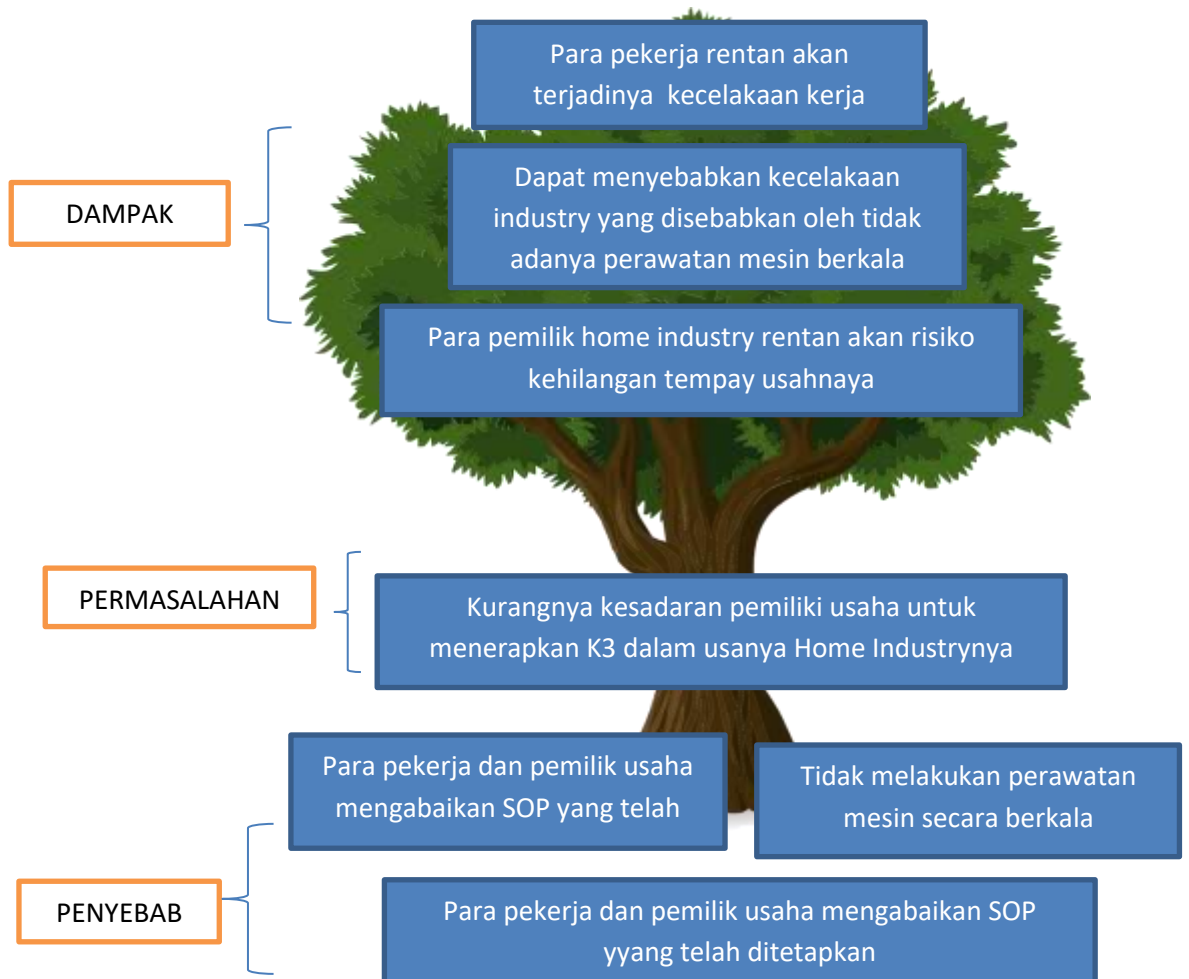 Para pekerja rentan akan
terjadinya  kecelakaan kerja
DAMPAK
Dapat menyebabkan kecelakaan
industry yang disebabkan oleh tidak
adanya perawatan mesin berkala
Para pemilik home industry rentan akan risiko
kehilangan tempay usahnaya
PERMASALAHAN
Kurangnya kesadaran pemiliki usaha untuk
menerapkan K3 dalam usanya Home Industrynya
Para pekerja dan pemilik usaha
mengabaikan SOP yang telah
Tidak melakukan perawatan
mesin secara berkala
PENYEBAB
Para pekerja dan pemilik usaha mengabaikan SOP
yyang telah ditetapkan